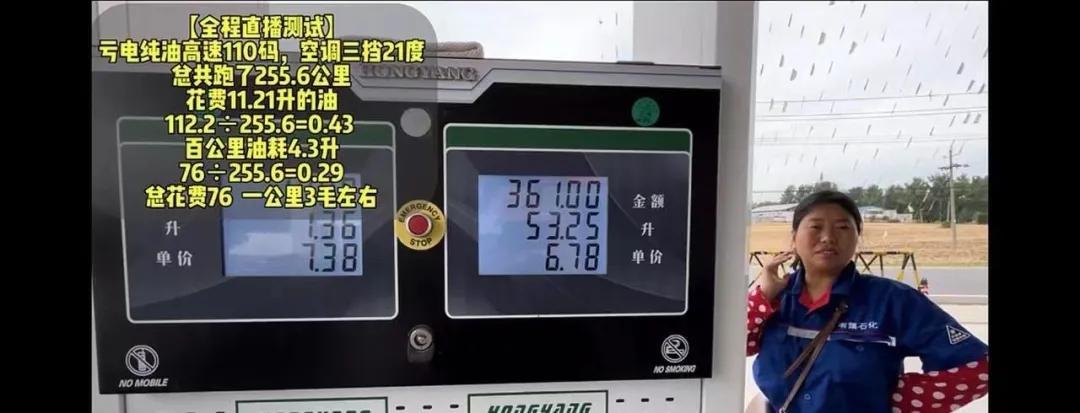 【全程直播测试】
亏电纯油高速110码，空调三挡21度
总共跑了255.6公里
花费11.21升的油
112.2÷255.6=0.43
百公里油耗4.3升
76÷255.6=0.29
总花费76 一公里3毛左右
HONGYANG
升 1.36
单价 7.38
EMERGENCY
STOP
361.00 金额
53.25 升
6.78 单价
石化
NO MOBILE
NO SMOKING
HONGYANG